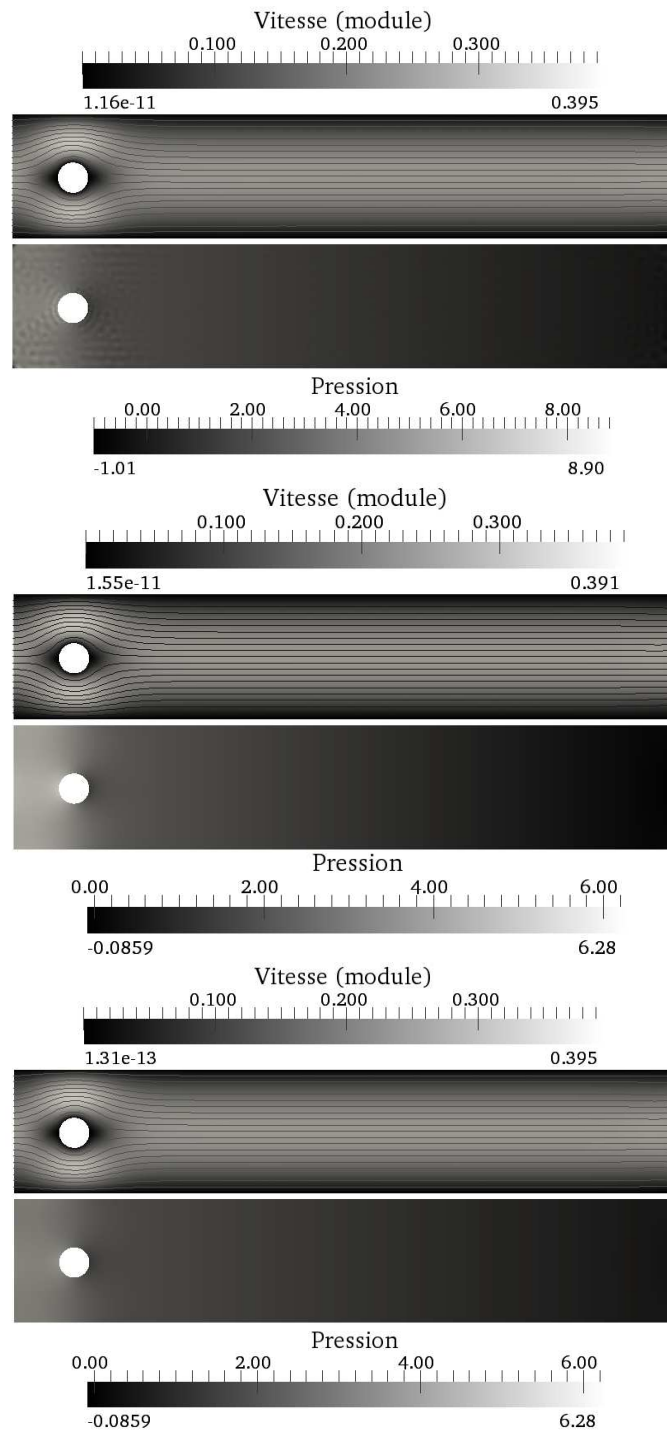 Vitesse (module)
0.100 0.200 0.300
1.16e-11 0.395
Pression
0.00 2.00 4.00 6.00 8.00
-1.01 8.90
Vitesse (module)
0.100 0.200 0.300
1.55e-11 0.391
Pression
0.00 2.00 4.00 6.00
-0.0859 6.28
Vitesse (module)
0.100 0.200 0.300
1.31e-13 0.395
Pression
0.00 2.00 4.00 6.00
-0.0859 6.28